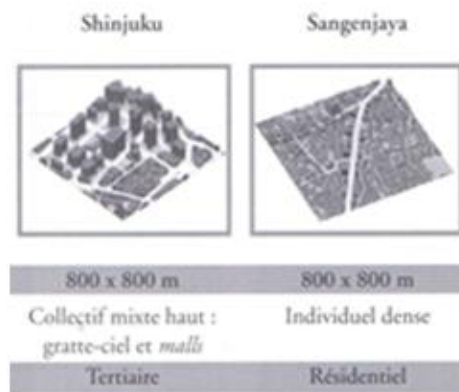 Shinjuku
Sangenjaya
800 x 800 m
800 x 800 m
Collectif mixte haut :
gratte-ciel et malls
Individuel dense
Tertiaire
Résidentiel